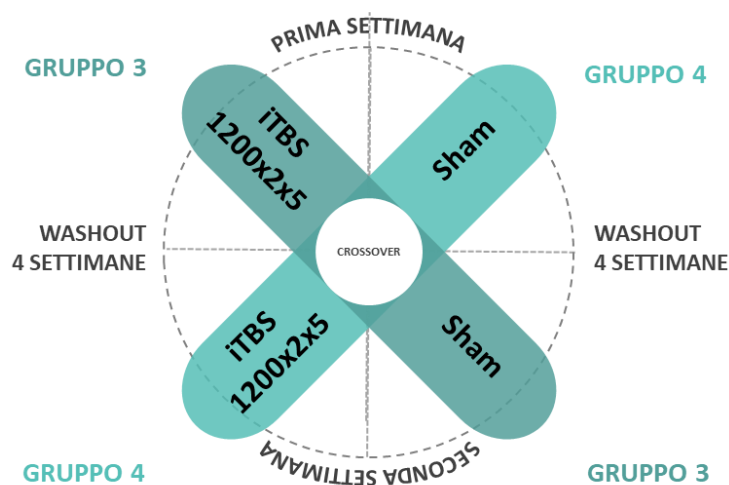 PRIMA SETTIMANA
GRUPPO 3
GRUPPO 4
iTBS
1200x2x5
Sham
WASHOUT
4 SETTIMANE
CROSSOVER
WASHOUT
4 SETTIMANE
iTBS
1200x2x5
Sham
SECONDA SETTIMANA
GRUPPO 4
GRUPPO 3